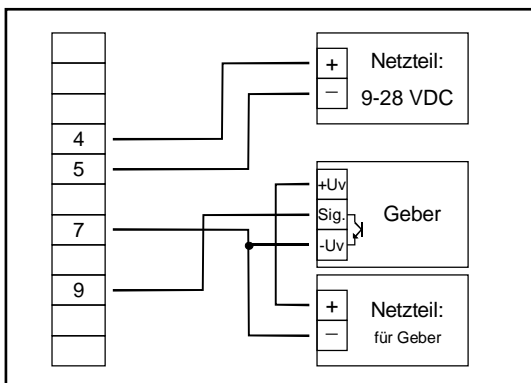 4
5
7
9
+
–
Netzteil:
9-28 VDC
+Uv
Sig.
-Uv
Geber
+
–
Netzteil:
für Geber